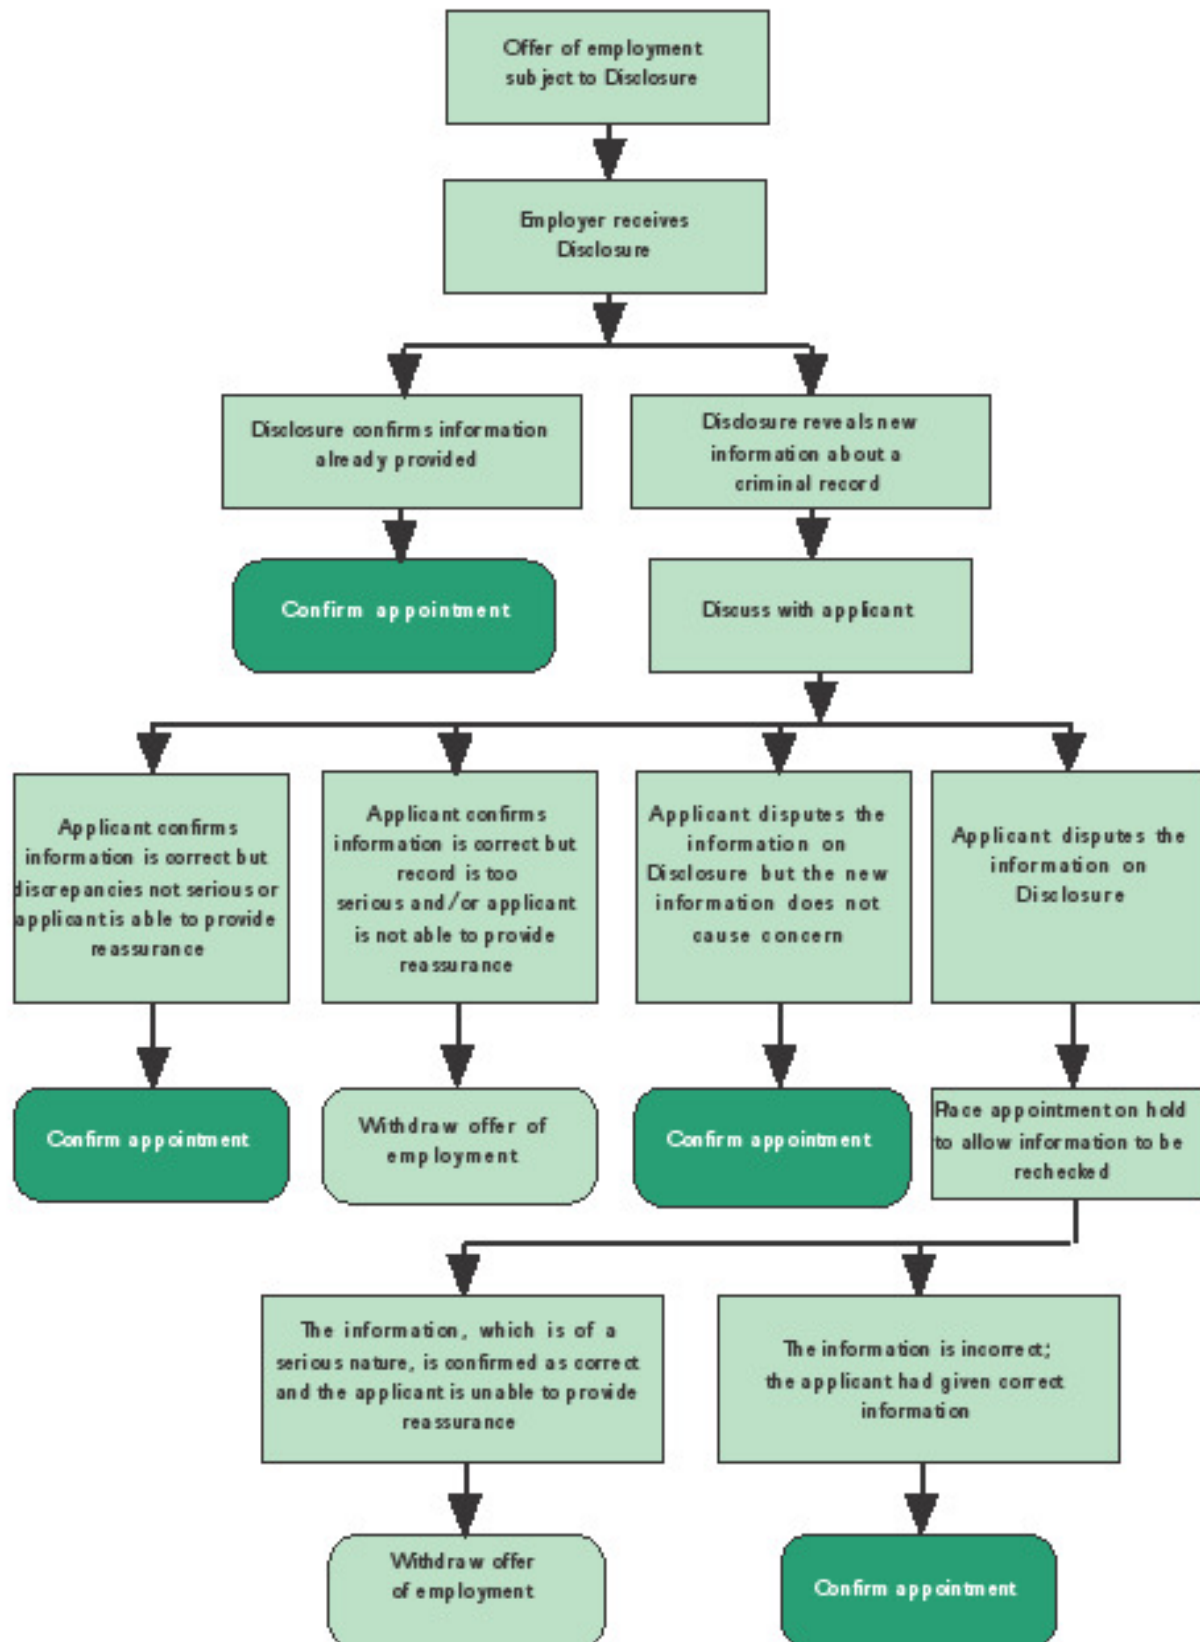 Offer of employment
subject to Disclosure
Employer receives
Disclosure
Disclosure confirms information
already provided
Disclosure reveals new
information about a
criminal record
Confirm appointment
Discuss with applicant
Applicant confirms
information is correct but
discrepancies not serious or
applicant is able to provide
reassurance
Applicant confirms
information is correct but
record is too
serious and/or applicant
is not able to provide
reassurance
Applicant disputes the
information on
Disclosure but the new
information does not
cause concern
Applicant disputes the
information on
Disclosure
Confirm appointment
Withdraw offer of
employment
Confirm appointment
Place appointment on hold
to allow information to be
rechecked
The information, which is of a
serious nature, is confirmed as correct
and the applicant is unable to provide
reassurance
The information is incorrect;
the applicant had given correct
information
Withdraw offer
of employment
Confirm appointment